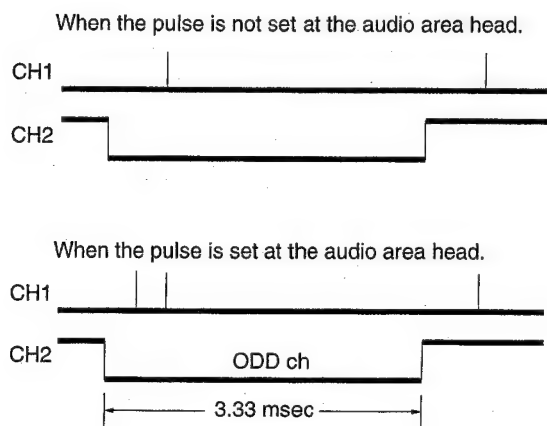 When the pulse is not set at the audio area head.
CH1
CH2
When the pulse is set at the audio area head.
CH1
CH2
ODD ch
3.33 msec